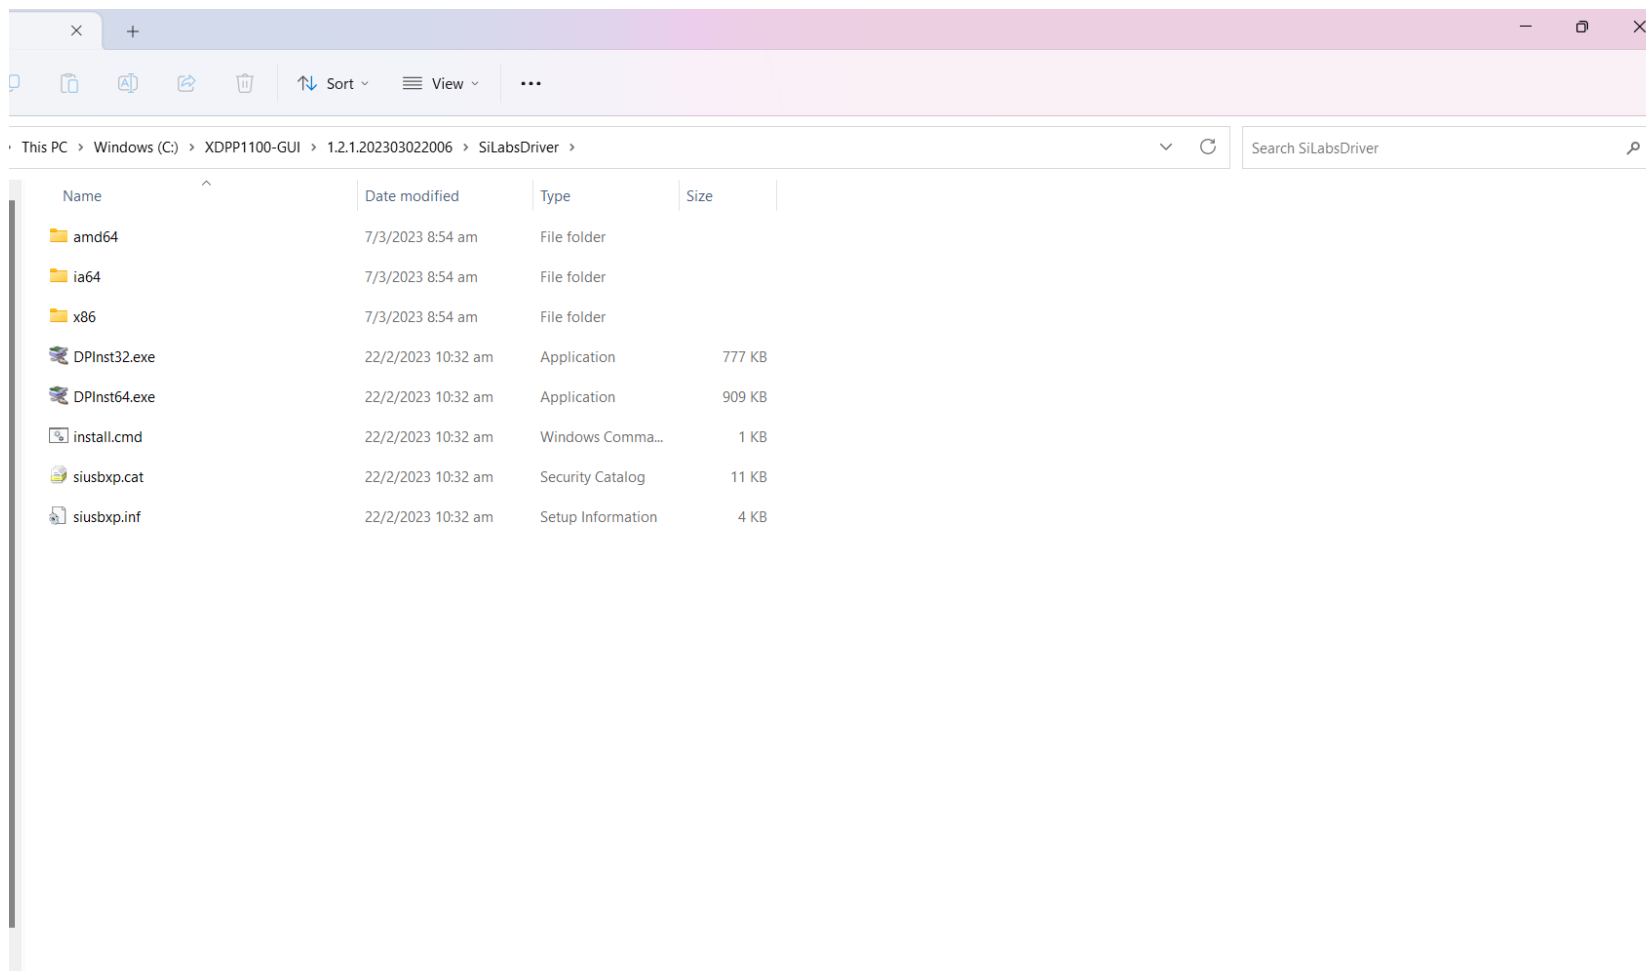 Sort View
This PC > Windows (C:) > XDPP1100-GUI > 1.2.1.202303022006 > SiLabsDriver > Search SiLabsDriver
Name Date modified Type Size
amd64 7/3/2023 8:54 am File folder
ia64 7/3/2023 8:54 am File folder
x86 7/3/2023 8:54 am File folder
DPInst32.exe 22/2/2023 10:32 am Application 777 KB
DPInst64.exe 22/2/2023 10:32 am Application 909 KB
install.cmd 22/2/2023 10:32 am Windows Comma... 1 KB
siusbxp.cat 22/2/2023 10:32 am Security Catalog 11 KB
siusbxp.inf 22/2/2023 10:32 am Setup Information 4 KB